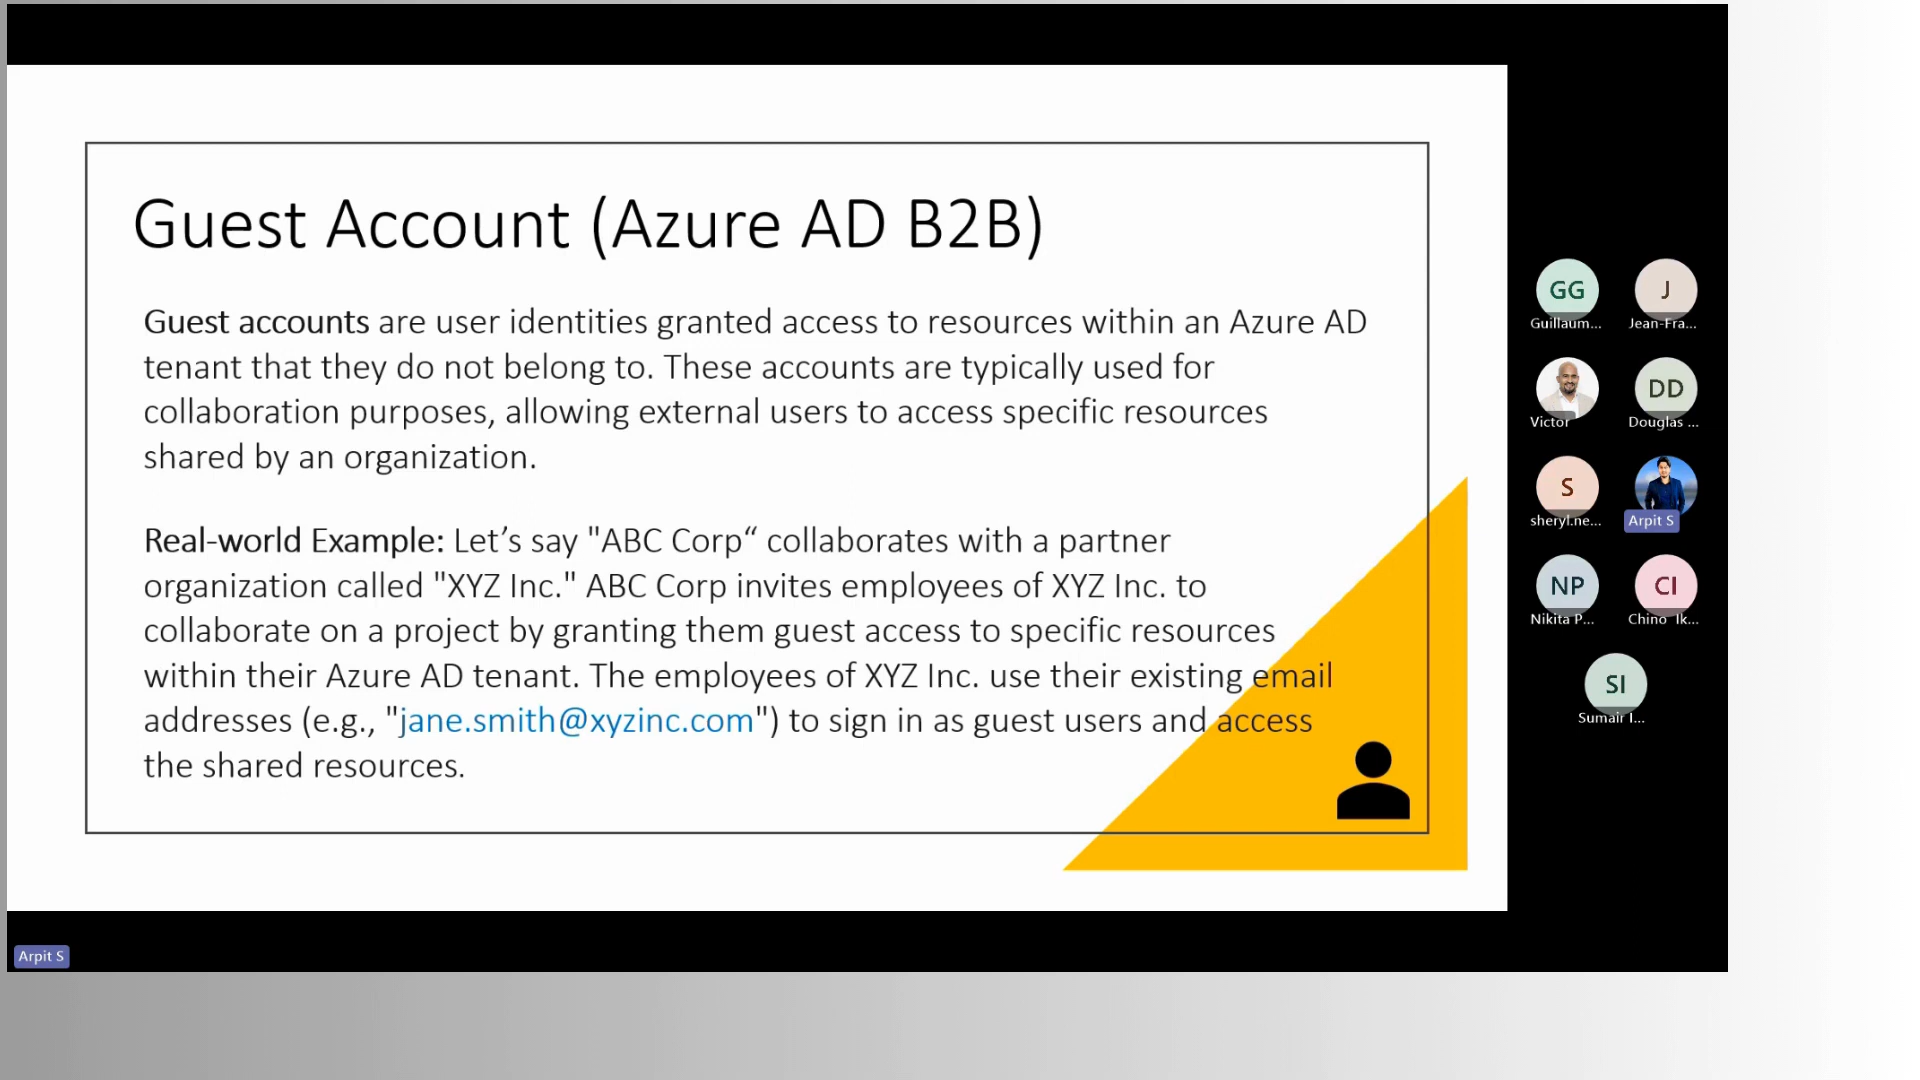 Guest Account (Azure AD B2B)
Guest accounts are user identities granted access to resources within an Azure AD
tenant that they do not belong to. These accounts are typically used for
collaboration purposes, allowing external users to access specific resources
shared by an organization.
Real-world Example: Let’s say "ABC Corp“ collaborates with a partner
organization called "XYZ Inc." ABC Corp invites employees of XYZ Inc. to
collaborate on a project by granting them guest access to specific resources
within their Azure AD tenant. The employees of XYZ Inc. use their existing email
addresses (e.g., "jane.smith@xyzinc.com") to sign in as guest users and access
the shared resources.
GG
Guillaum...
J
Jean-Fra...
Victor
DD
Douglas ...
S
sheryl.ne...
Arpit S
NP
Nikita P...
CI
Chino Ik...
SI
Sumair I...
Arpit S